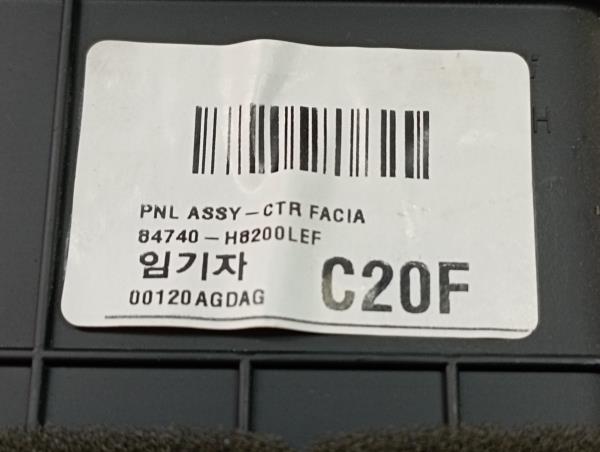 PNL ASSY-CTR FACIA
84740-H8200LEF
임기자
00120AGDAG
C20F
H